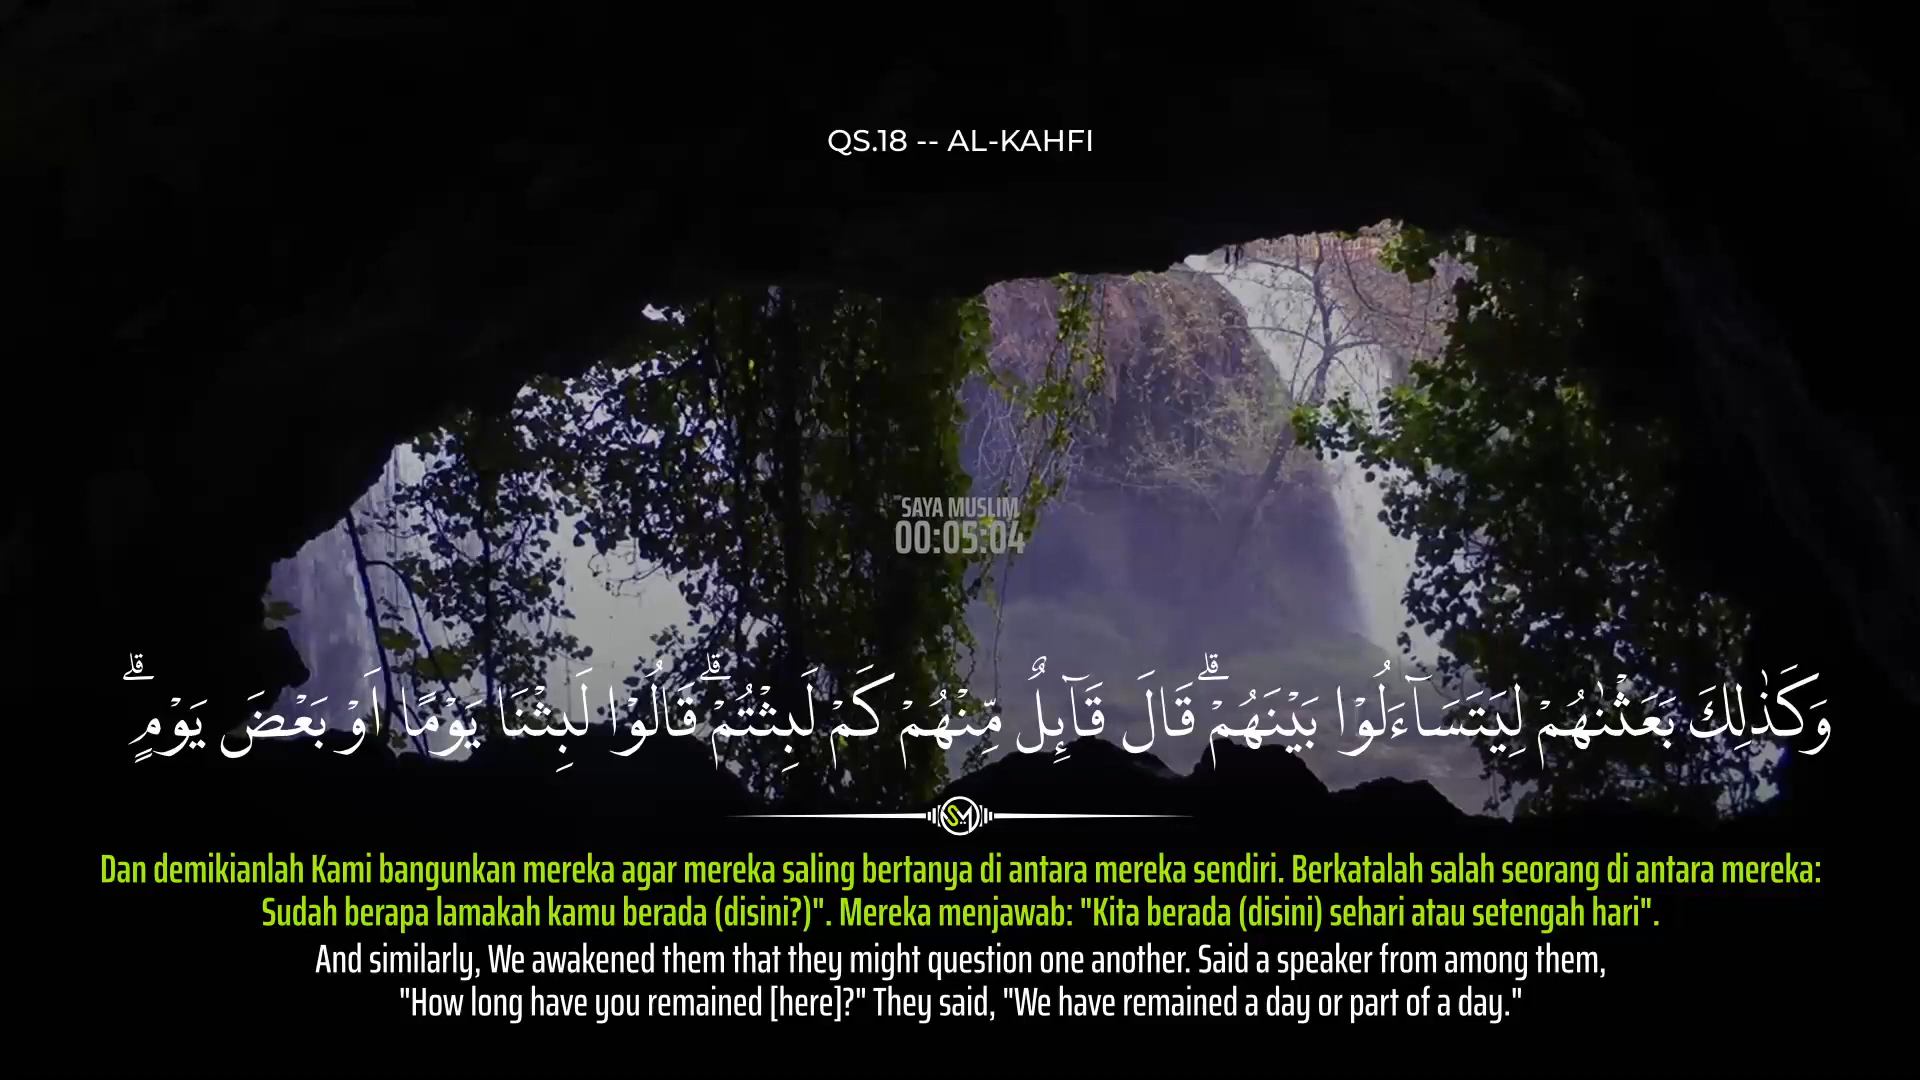 QS.18 -- AL-KAHFI
SAYA MUSLIM
00:05:04
وَكَذٰلِكَ بَعَثْنٰهُمْ لِيَتَسَآءَلُوْا بَيْنَهُمْۗ قَالَ قَآىِٕلٌ مِّنْهُمْ كَمْ لَبِثْتُمْۗ قَالُوْا لَبِثْنَا يَوْمًا اَوْ بَعْضَ يَوْمٍۗ
SM
Dan demikianlah Kami bangunkan mereka agar mereka saling bertanya di antara mereka sendiri. Berkatalah salah seorang di antara mereka:
Sudah berapa lamakah kamu berada (disini?)". Mereka menjawab: "Kita berada (disini) sehari atau setengah hari".
And similarly, We awakened them that they might question one another. Said a speaker from among them,
"How long have you remained [here]?" They said, "We have remained a day or part of a day."